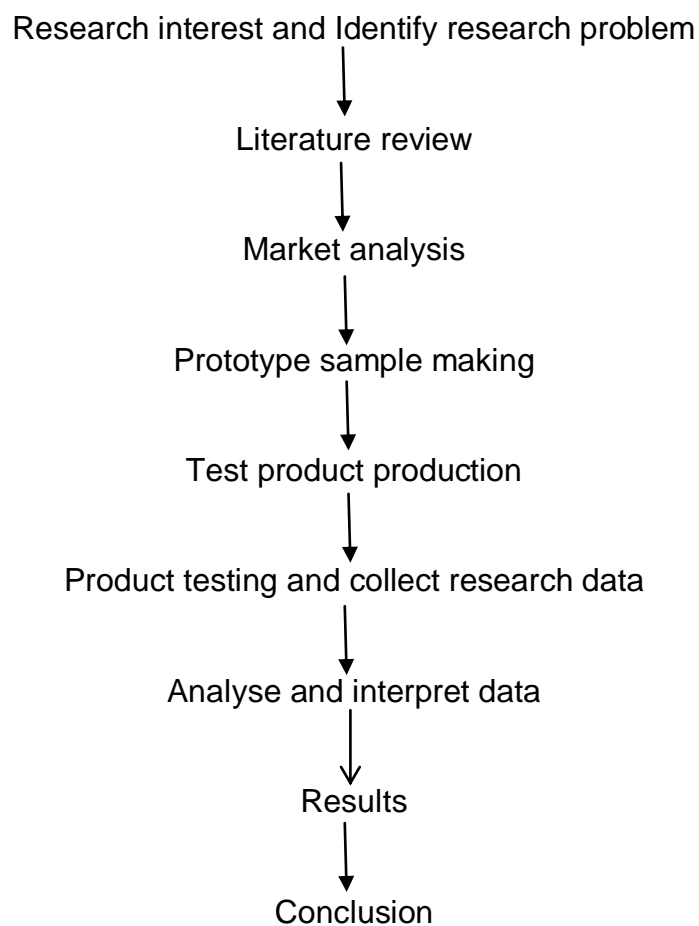 Research interest and Identify research problem
Literature review
Market analysis
Prototype sample making
Test product production
Product testing and collect research data
Analyse and interpret data
Results
Conclusion